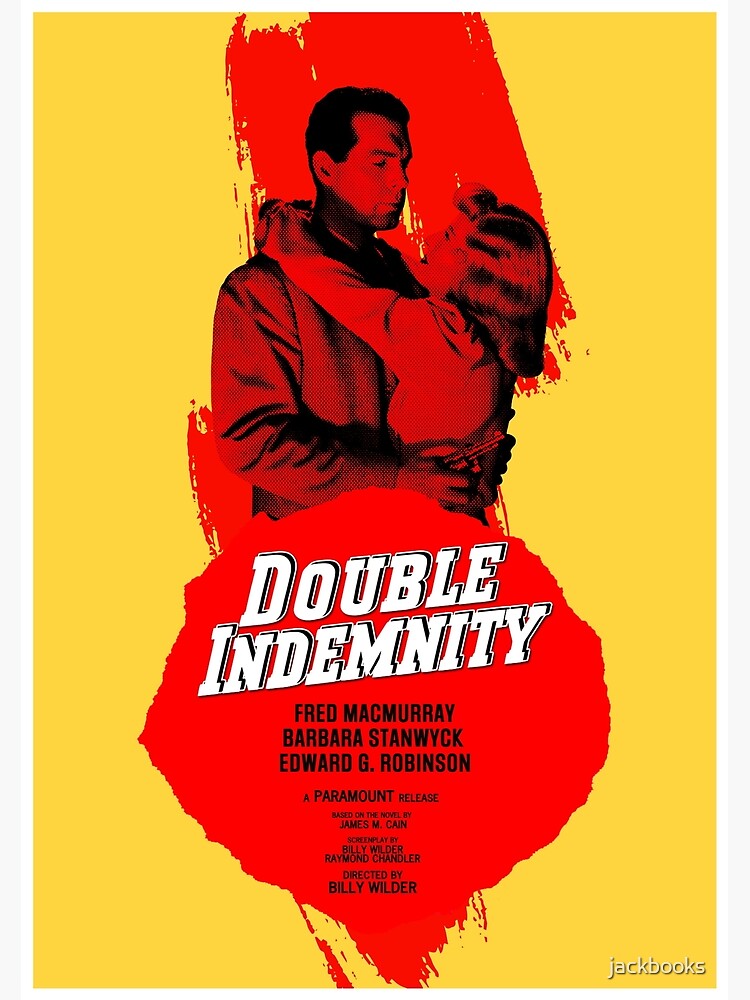 DOUBLE
INDEMNITY
FRED MACMURRAY
BARBARA STANWYCK
EDWARD G. ROBINSON
A PARAMOUNT RELEASE
BASED ON THE NOVEL BY
JAMES M. CAIN
SCREENPLAY BY
BILLY WILDER
RAYMOND CHANDLER
DIRECTED BY
BILLY WILDER
jackbooks